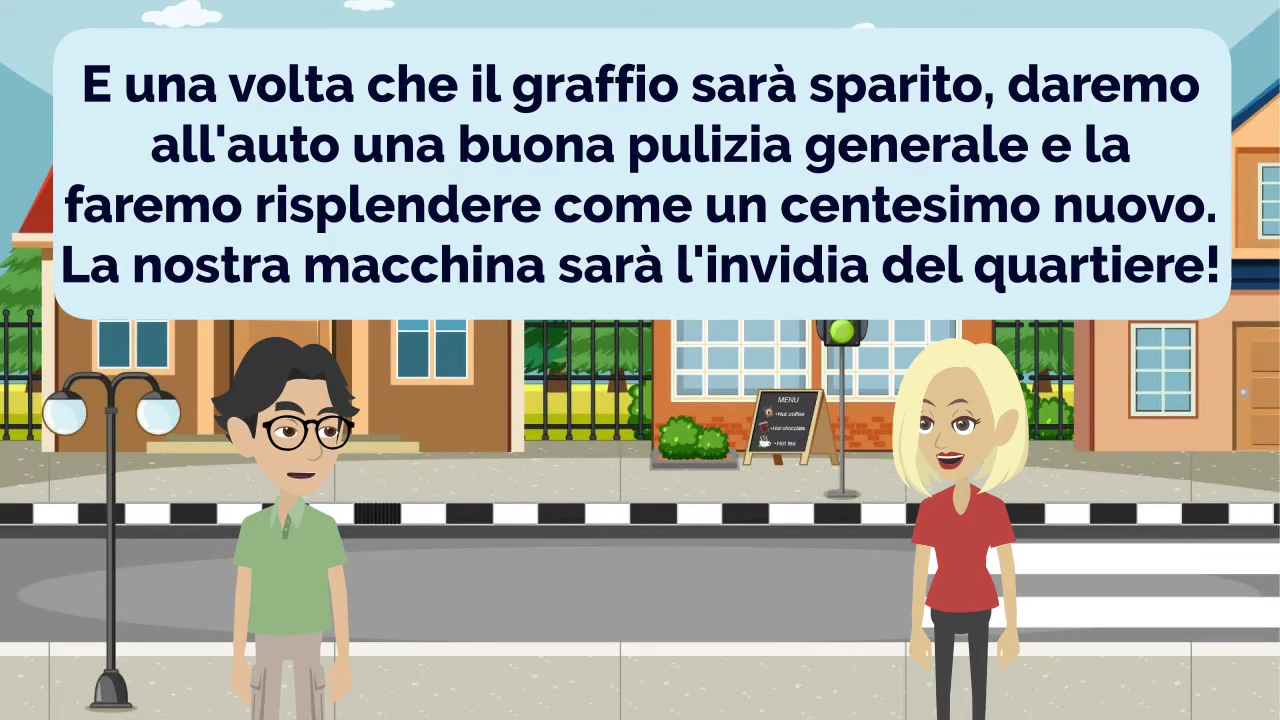 E una volta che il graffio sarà sparito, daremo
all'auto una buona pulizia generale e la
faremo risplendere come un centesimo nuovo.
La nostra macchina sarà l'invidia del quartiere!
MENU
•Hot coffee
•Hot chocolate
•Hot tea